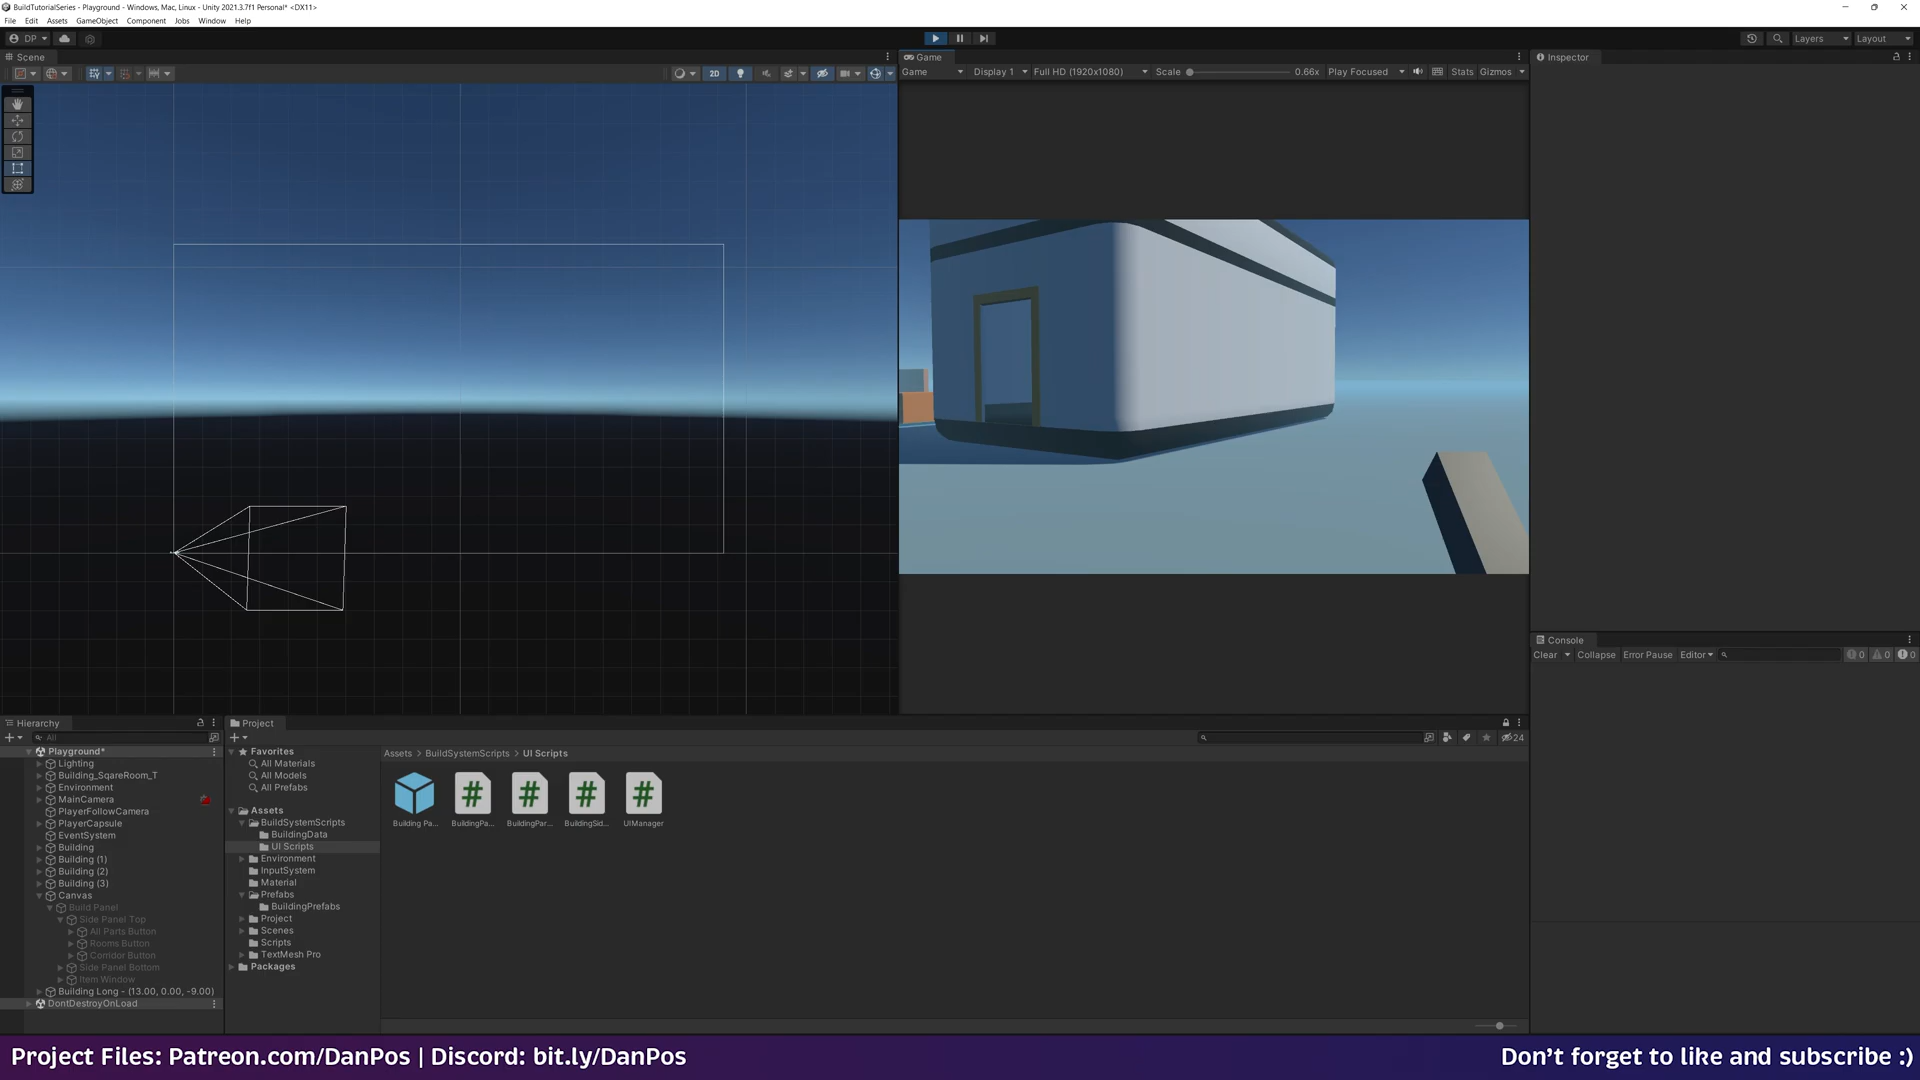 BuildTutorialSeries - Playground - Windows, Mac, Linux - Unity 2021.3.7f1 Personal* <DX11>
File Edit Assets GameObject Component Jobs Window Help
DP
Layers
Layout
Scene
2D
Game
Game
Display 1
Full HD (1920x1080)
Scale
0.66x
Play Focused
Stats
Gizmos
Inspector
Console
Clear
Collapse
Error Pause
Editor
0
0
0
Hierarchy
All
Playground*
Lighting
Building_SqareRoom_T
Environment
MainCamera
PlayerFollowCamera
PlayerCapsule
EventSystem
Building
Building (1)
Building (2)
Building (3)
Canvas
Build Panel
Side Panel Top
All Parts Button
Rooms Button
Corridor Button
Side Panel Bottom
Item Window
Building Long - (13.00, 0.00, -9.00)
DontDestroyOnLoad
Project
24
Favorites
All Materials
All Models
All Prefabs
Assets
BuildSystemScripts
BuildingData
UI Scripts
Environment
InputSystem
Material
Prefabs
BuildingPrefabs
Project
Scenes
Scripts
TextMesh Pro
Packages
Assets > BuildSystemScripts > UI Scripts
Building Pa...
BuildingPa...
BuildingPar...
BuildingSid...
UIManager
Project Files: Patreon.com/DanPos | Discord: bit.ly/DanPos
Don't forget to like and subscribe :)